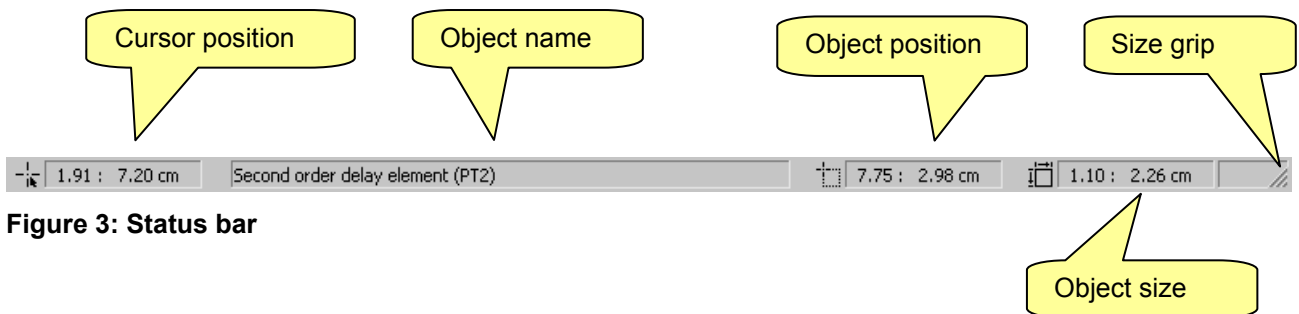 Cursor position
Object name
Object position
Size grip
1.91 : 7.20 cm
Second order delay element (PT2)
7.75 : 2.98 cm
1.10 : 2.26 cm
Figure 3: Status bar
Object size